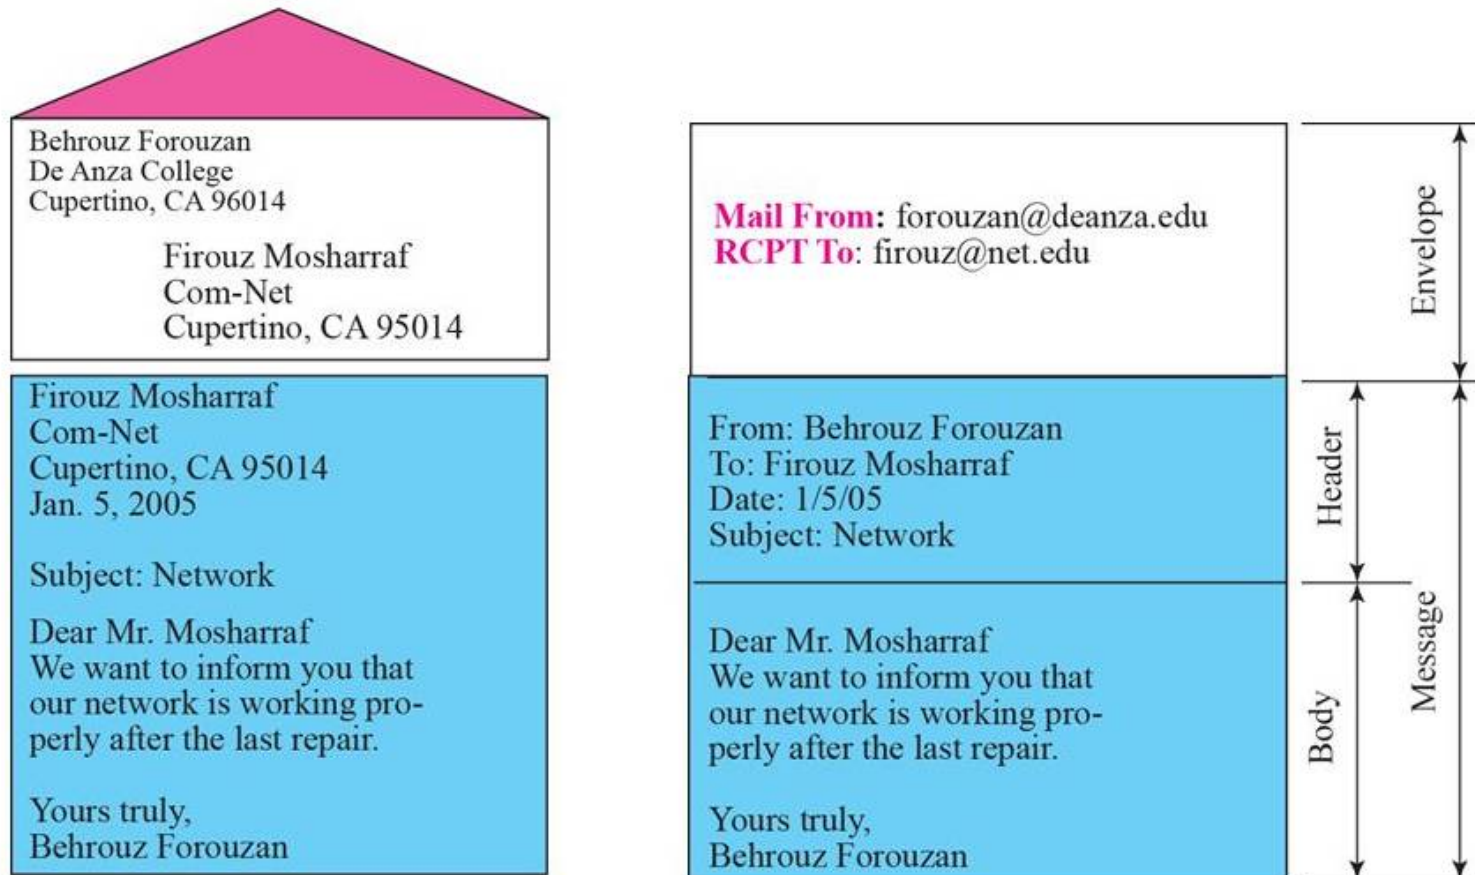 Behrouz Forouzan
De Anza College
Cupertino, CA 96014
Firouz Mosharraf
Com-Net
Cupertino, CA 95014
Firouz Mosharraf
Com-Net
Cupertino, CA 95014
Jan. 5, 2005
Subject: Network
Dear Mr. Mosharraf
We want to inform you that
our network is working pro-
perly after the last repair.
Yours truly,
Behrouz Forouzan
Mail From: forouzan@deanza.edu
RCPT To: firouz@net.edu
From: Behrouz Forouzan
To: Firouz Mosharraf
Date: 1/5/05
Subject: Network
Dear Mr. Mosharraf
We want to inform you that
our network is working pro-
perly after the last repair.
Yours truly,
Behrouz Forouzan
Envelope
Header
Body
Message